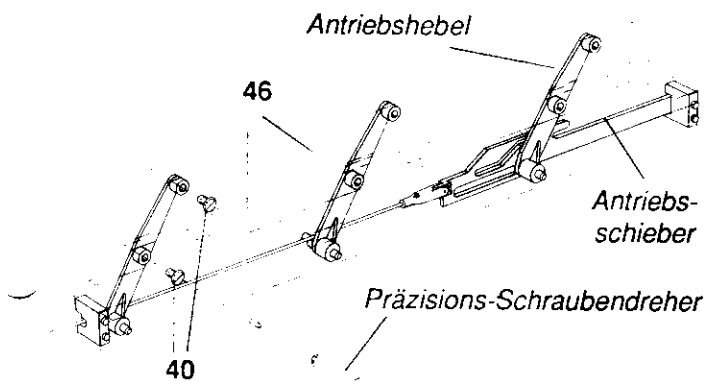 Antriebshebel
46
Antriebs-
schieber
Präzisions-Schraubendreher
40